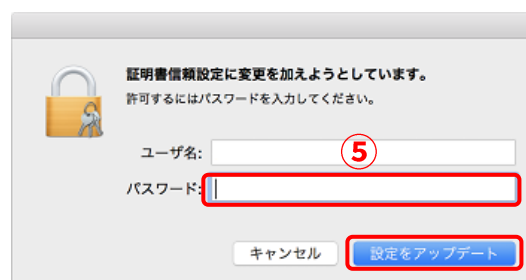 証明書信頼設定に変更を加えようとしています。
許可するにはパスワードを入力してください。
ユーザ名:
⑤
パスワード:
キャンセル 設定をアップデート